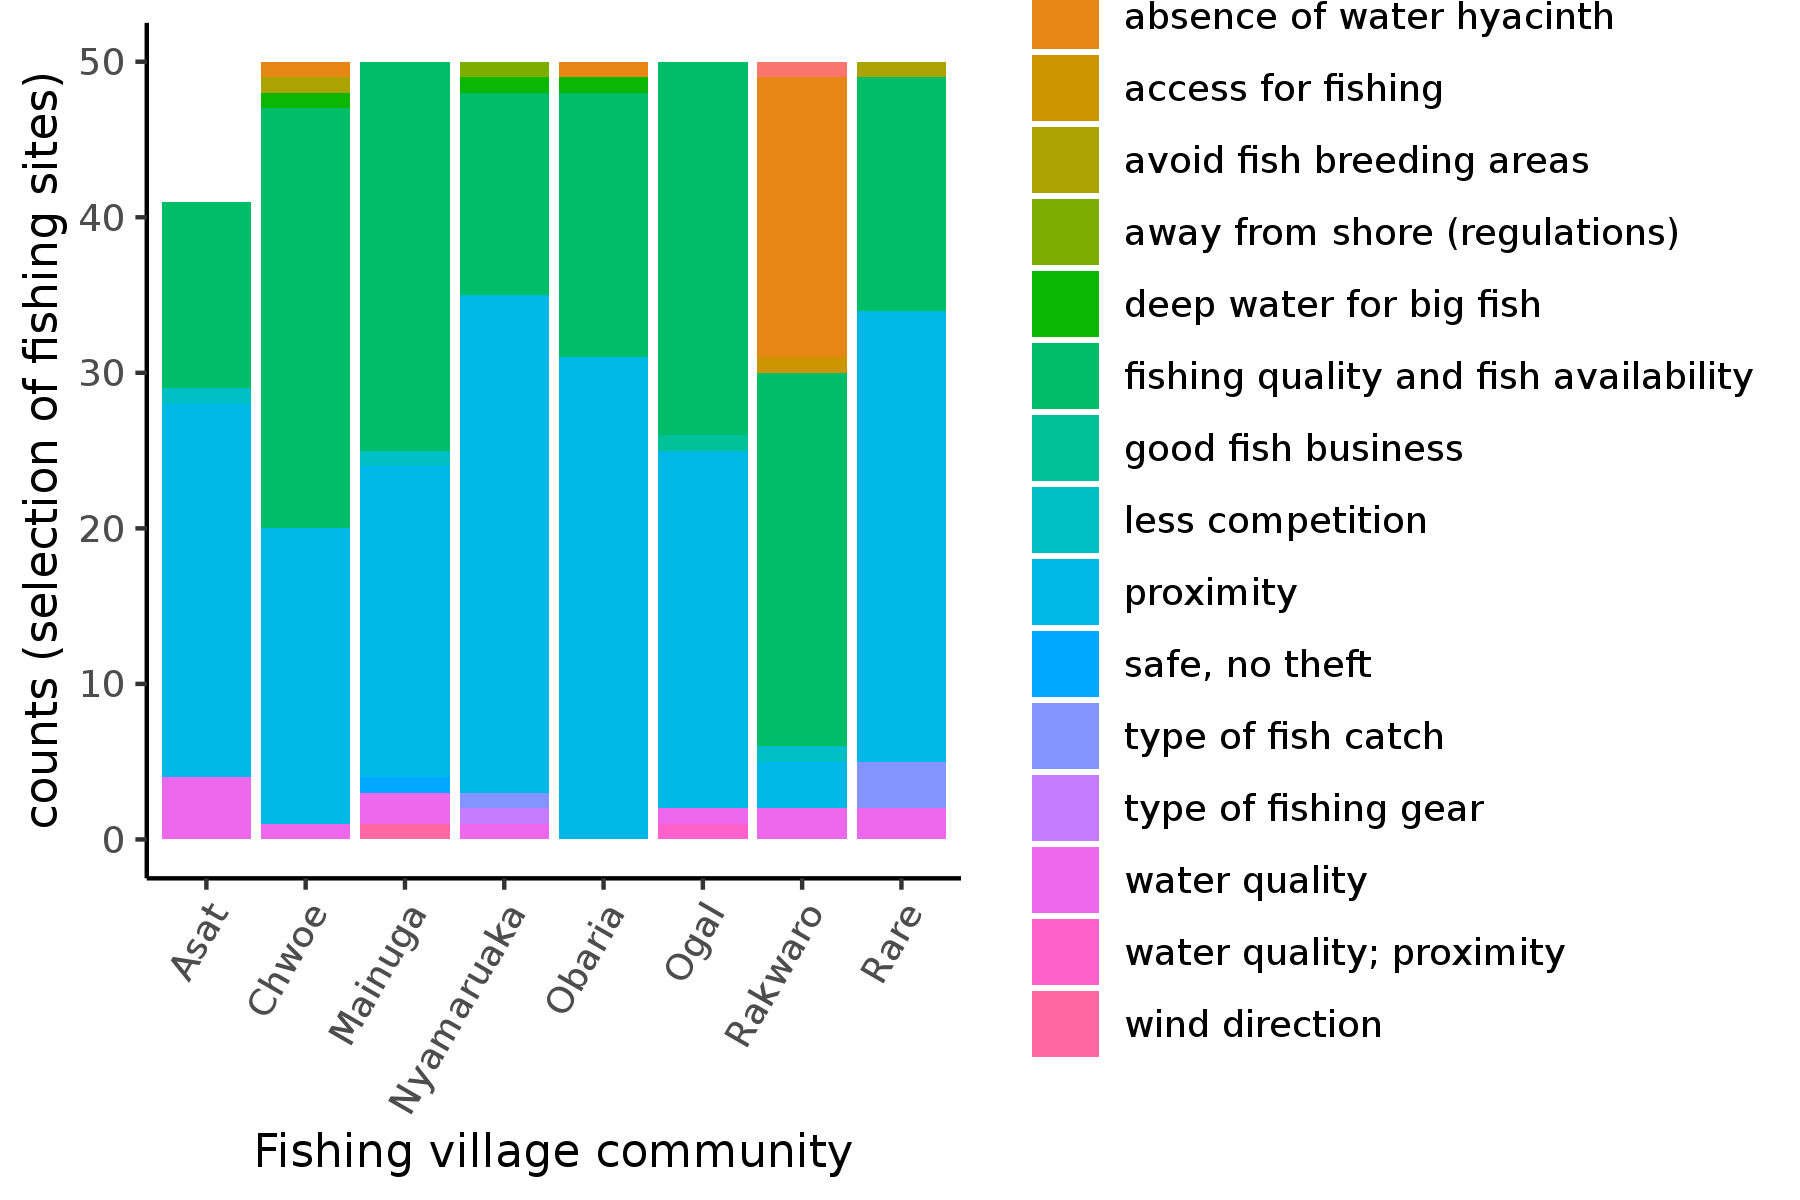 counts (selection of fishing sites)
50
40
30
20
10
0
Asat
Chwoe
Mainuga
Nyamaruaka
Obaria
Ogal
Rakwaro
Rare
Fishing village community
absence of water hyacinth
access for fishing
avoid fish breeding areas
away from shore (regulations)
deep water for big fish
fishing quality and fish availability
good fish business
less competition
proximity
safe, no theft
type of fish catch
type of fishing gear
water quality
water quality; proximity
wind direction